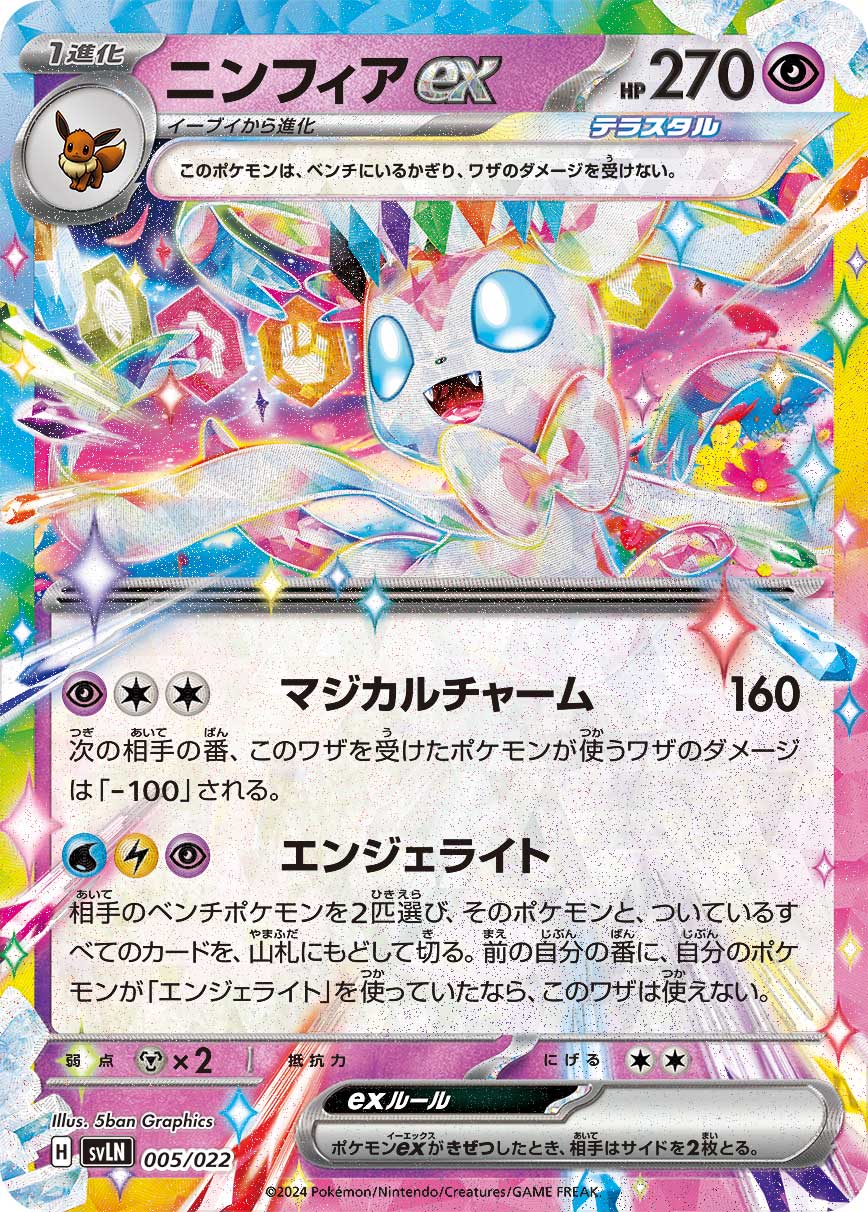 1進化
ニンフィアex
HP270
イーブイから進化
テラスタル
このポケモンは、ベンチにいるかぎり、ワザのダメージを受けない。
マジカルチャーム 160
次の相手の番、このワザを受けたポケモンが使うワザのダメージ
は「-100」される。
エンジェライト
相手のベンチポケモンを2匹選び、そのポケモンと、ついているす
べてのカードを、山札にもどして切る。前の自分の番に、自分のポケ
モンが「エンジェライト」を使っていたなら、このワザは使えない。
弱点 ×2 抵抗力 にげる
exルール
ポケモンexがきぜつしたとき、相手はサイドを2枚とる。
Illus. 5ban Graphics
H svLN 005/022
©2024 Pokémon/Nintendo/Creatures/GAME FREAK.